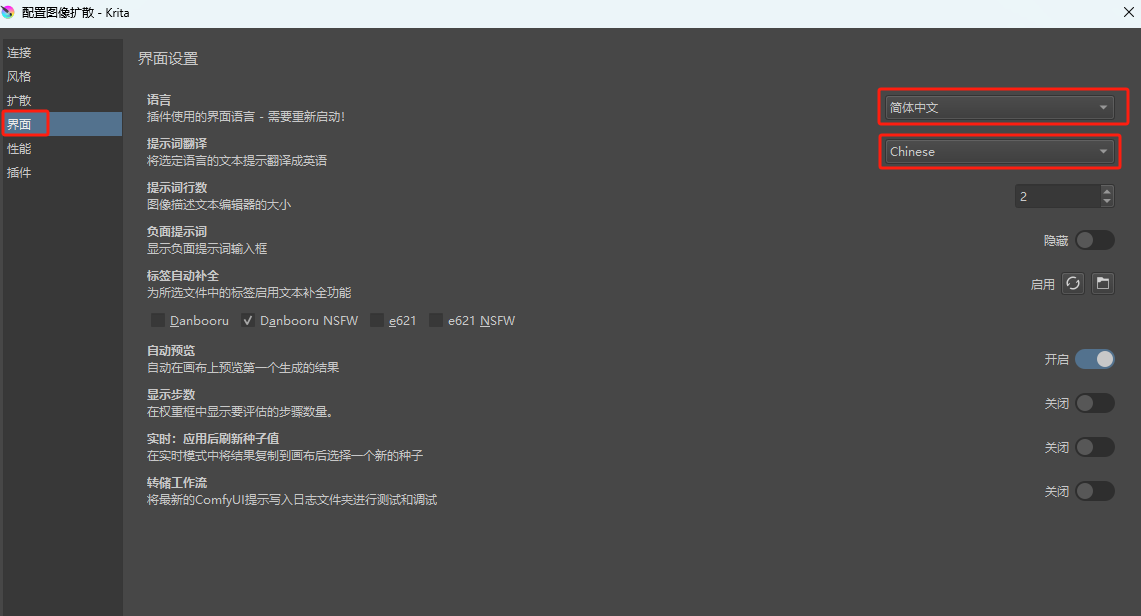 配置图像扩散 - Krita
连接
风格
扩散
界面
性能
插件
界面设置
语言
插件使用的界面语言 - 需要重新启动!
简体中文
提示词翻译
将选定语言的文本提示翻译成英语
Chinese
提示词行数
图像描述文本编辑器的大小
2
负面提示词
显示负面提示词输入框
隐藏
标签自动补全
为所选文件中的标签启用文本补全功能
启用
Danbooru Danbooru NSFW e621 e621 NSFW
自动预览
自动在画布上预览第一个生成的结果
开启
显示步数
在权重框中显示要评估的步骤数量。
关闭
实时：应用后刷新种子值
在实时模式中将结果复制到画布后选择一个新的种子
关闭
转储工作流
将最新的ComfyUI提示写入日志文件夹进行测试和调试
关闭